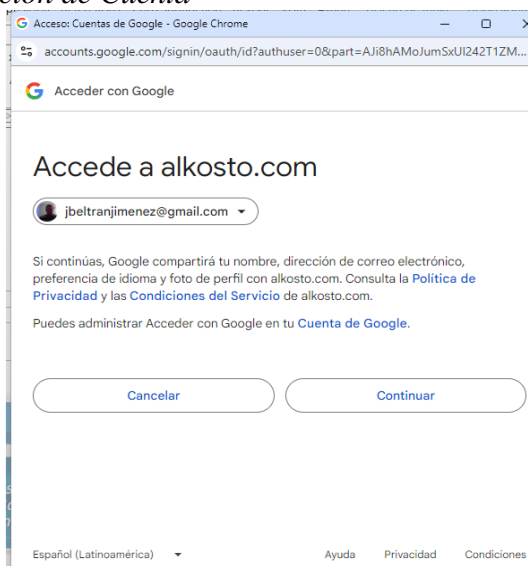 ción de Cuenta
Acceso: Cuentas de Google - Google Chrome
accounts.google.com/signin/oauth/id?authuser=0&part=AJi8hAMoJumSxUI242T1ZM...
Acceder con Google
Accede a alkosto.com
jbeltranjimenez@gmail.com
Si continúas, Google compartirá tu nombre, dirección de correo electrónico,
preferencia de idioma y foto de perfil con alkosto.com. Consulta la Política de
Privacidad y las Condiciones del Servicio de alkosto.com.
Puedes administrar Acceder con Google en tu Cuenta de Google.
Cancelar Continuar
Español (Latinoamérica) Ayuda Privacidad Condiciones